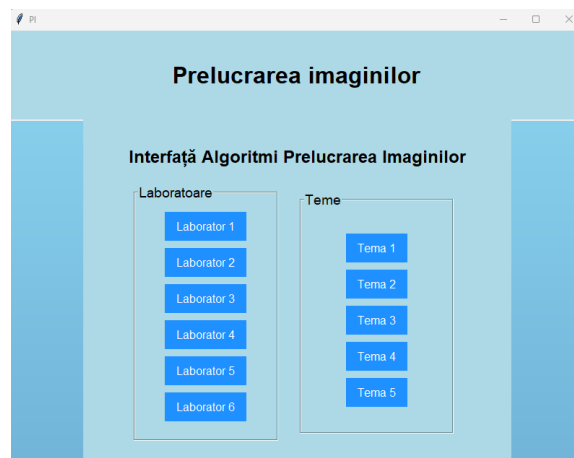 PI
Prelucrarea imaginilor
Interfață Algoritmi Prelucrarea Imaginilor
Laboratoare
Laborator 1
Laborator 2
Laborator 3
Laborator 4
Laborator 5
Laborator 6
Teme
Tema 1
Tema 2
Tema 3
Tema 4
Tema 5